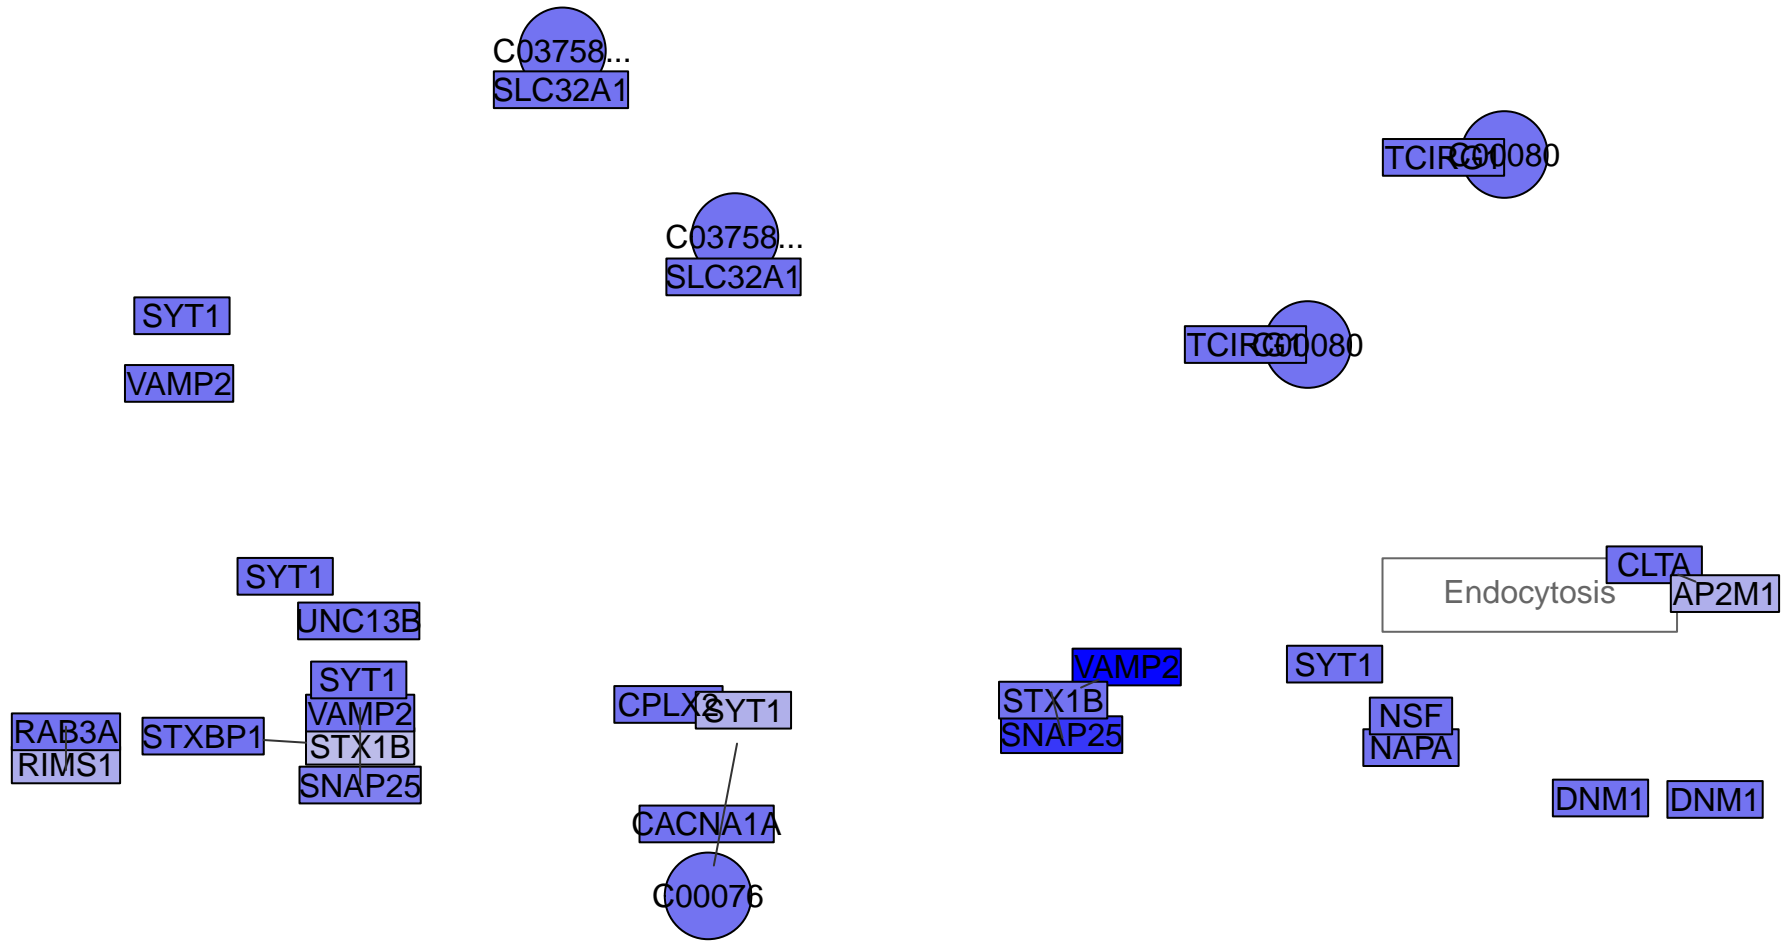 C03758...
SLC32A1
TCIRG1
C00080
C03758...
SLC32A1
SYT1
TCIRG1
C00080
VAMP2
SYT1
CLTA
Endocytosis
AP2M1
UNC13B
SYT1
VAMP2
SYT1
CPLX2
SYT1
STX1B
VAMP2
NSF
RAB3A
STXBP1
STX1B
SNAP25
NAPA
RIMS1
SNAP25
DNM1
DNM1
CACNA1A
C00076